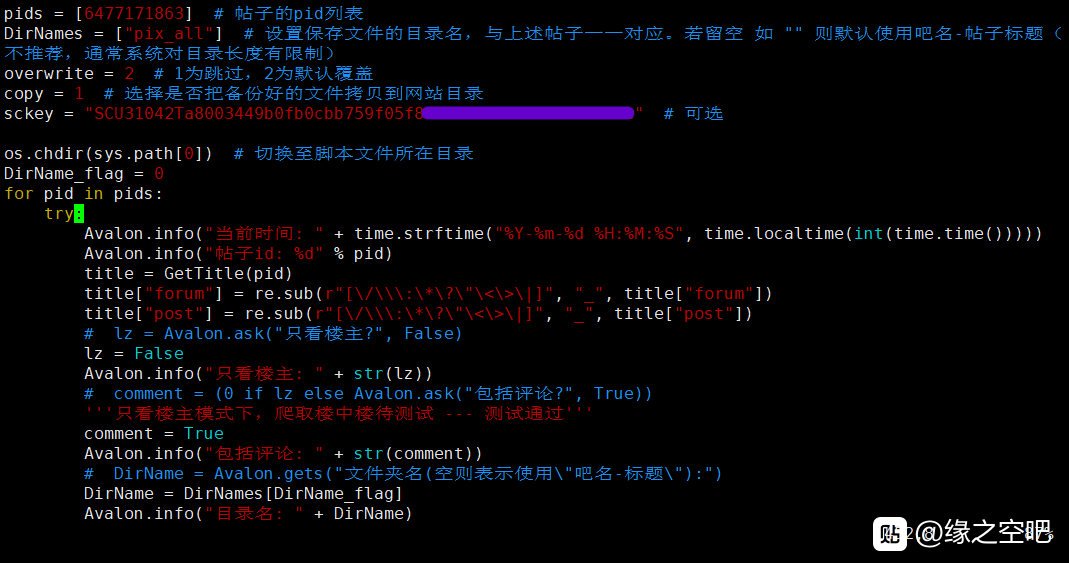 pids = [6477171863]  # 帖子的pid列表
DirNames = ["pix_all"]  # 设置保存文件的目录名，与上述帖子一一对应。若留空 如 "" 则默认使用吧名-帖子标题（
不推荐，通常系统对目录长度有限制）
overwrite = 2  # 1为跳过，2为默认覆盖
copy = 1  # 选择是否把备份好的文件拷贝到网站目录
sckey = "SCU31042Ta8003449b0fb0cbb759f05f8"  # 可选
os.chdir(sys.path[0])  # 切换至脚本文件所在目录
DirName_flag = 0
for pid in pids:
    try:
        Avalon.info("当前时间: " + time.strftime("%Y-%m-%d %H:%M:%S", time.localtime(int(time.time()))))
        Avalon.info("帖子id: %d" % pid)
        title = GetTitle(pid)
        title["forum"] = re.sub(r"[\/\\\:\*\?\"\<\>\|]", "_", title["forum"])
        title["post"] = re.sub(r"[\/\\\:\*\?\"\<\>\|]", "_", title["post"])
        #  lz = Avalon.ask("只看楼主?", False)
        lz = False
        Avalon.info("只看楼主: " + str(lz))
        #  comment = (0 if lz else Avalon.ask("包括评论?", True))
        '''只看楼主模式下，爬取楼中楼待测试 --- 测试通过'''
        comment = True
        Avalon.info("包括评论: " + str(comment))
        #  DirName = Avalon.gets("文件夹名(空则表示使用\"吧名-标题\"):")
        DirName = DirNames[DirName_flag]
        Avalon.info("目录名: " + DirName)
贴 @缘之空吧